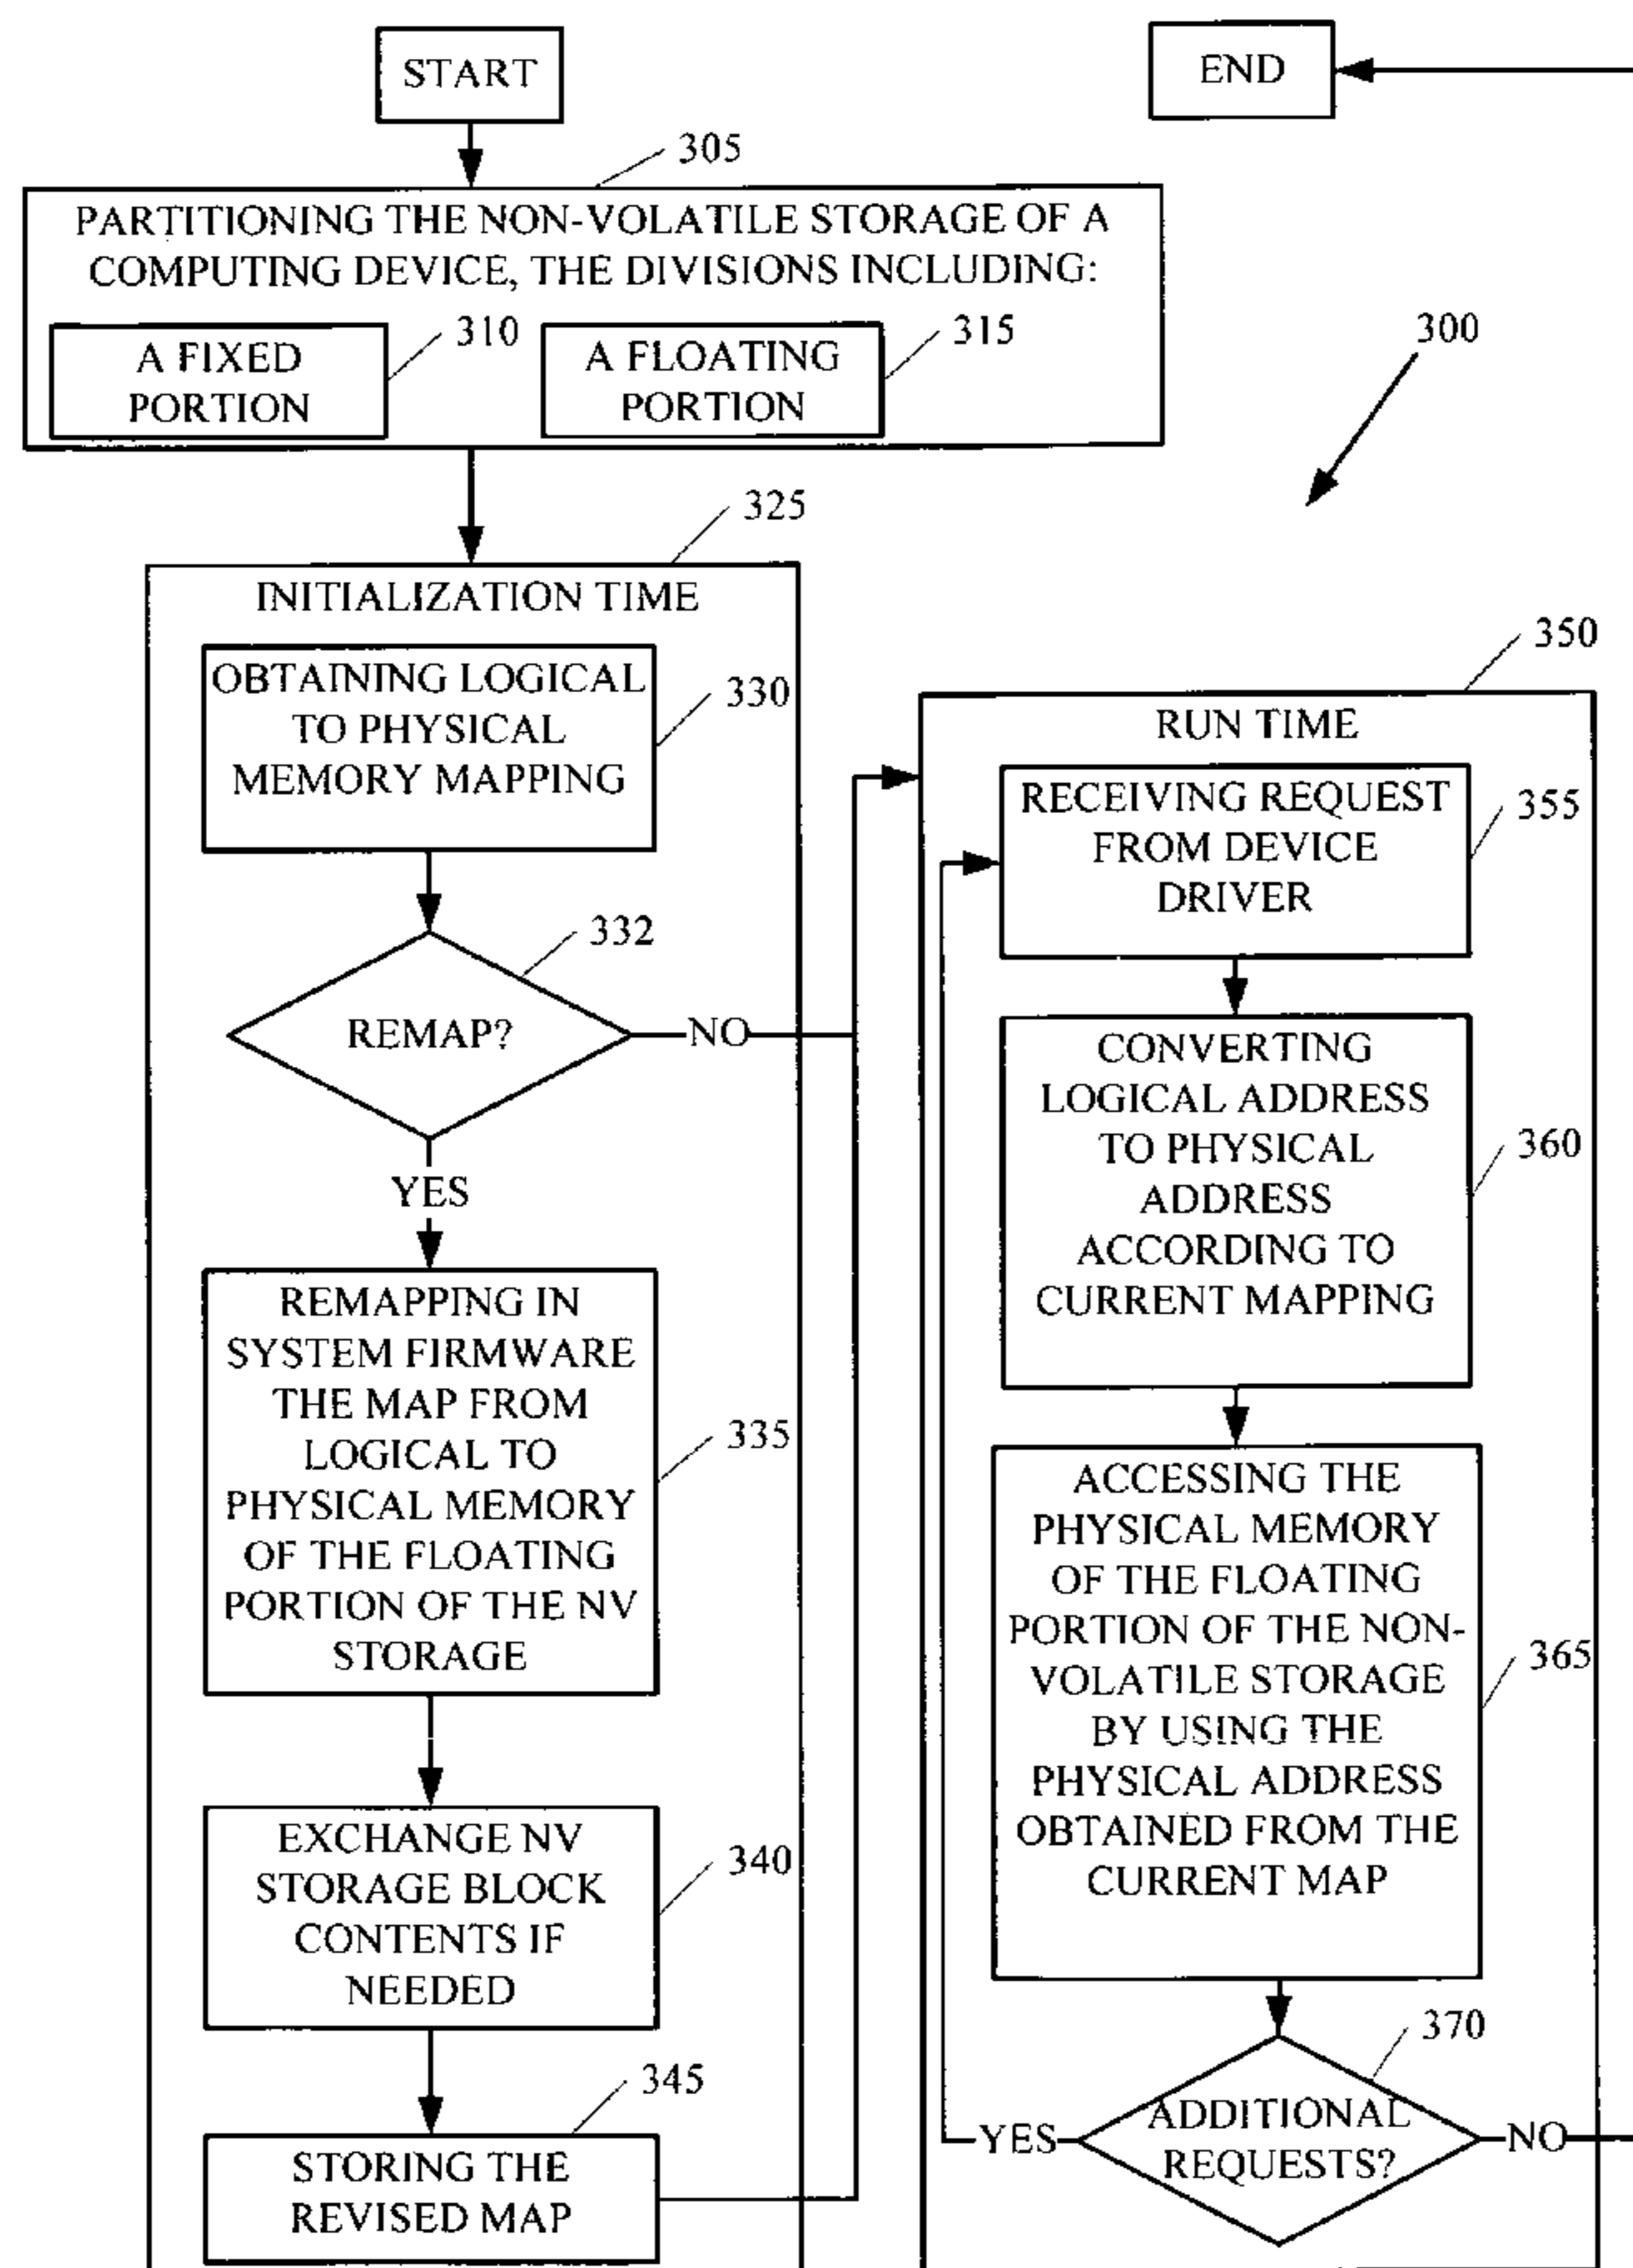 START
END
305
PARTITIONING THE NON-VOLATILE STORAGE OF A
COMPUTING DEVICE, THE DIVISIONS INCLUDING:
310
A FIXED
PORTION
315
A FLOATING
PORTION
300
325
INITIALIZATION TIME
330
OBTAINING LOGICAL
TO PHYSICAL
MEMORY MAPPING
332
REMAP?
NO
YES
335
REMAPPING IN
SYSTEM FIRMWARE
THE MAP FROM
LOGICAL TO
PHYSICAL MEMORY
OF THE FLOATING
PORTION OF THE NV
STORAGE
340
EXCHANGE NV
STORAGE BLOCK
CONTENTS IF
NEEDED
345
STORING THE
REVISED MAP
350
RUN TIME
355
RECEIVING REQUEST
FROM DEVICE
DRIVER
360
CONVERTING
LOGICAL ADDRESS
TO PHYSICAL
ADDRESS
ACCORDING TO
CURRENT MAPPING
365
ACCESSING THE
PHYSICAL MEMORY
OF THE FLOATING
PORTION OF THE NON-
VOLATILE STORAGE
BY USING THE
PHYSICAL ADDRESS
OBTAINED FROM THE
CURRENT MAP
370
ADDITIONAL
REQUESTS?
YES
NO